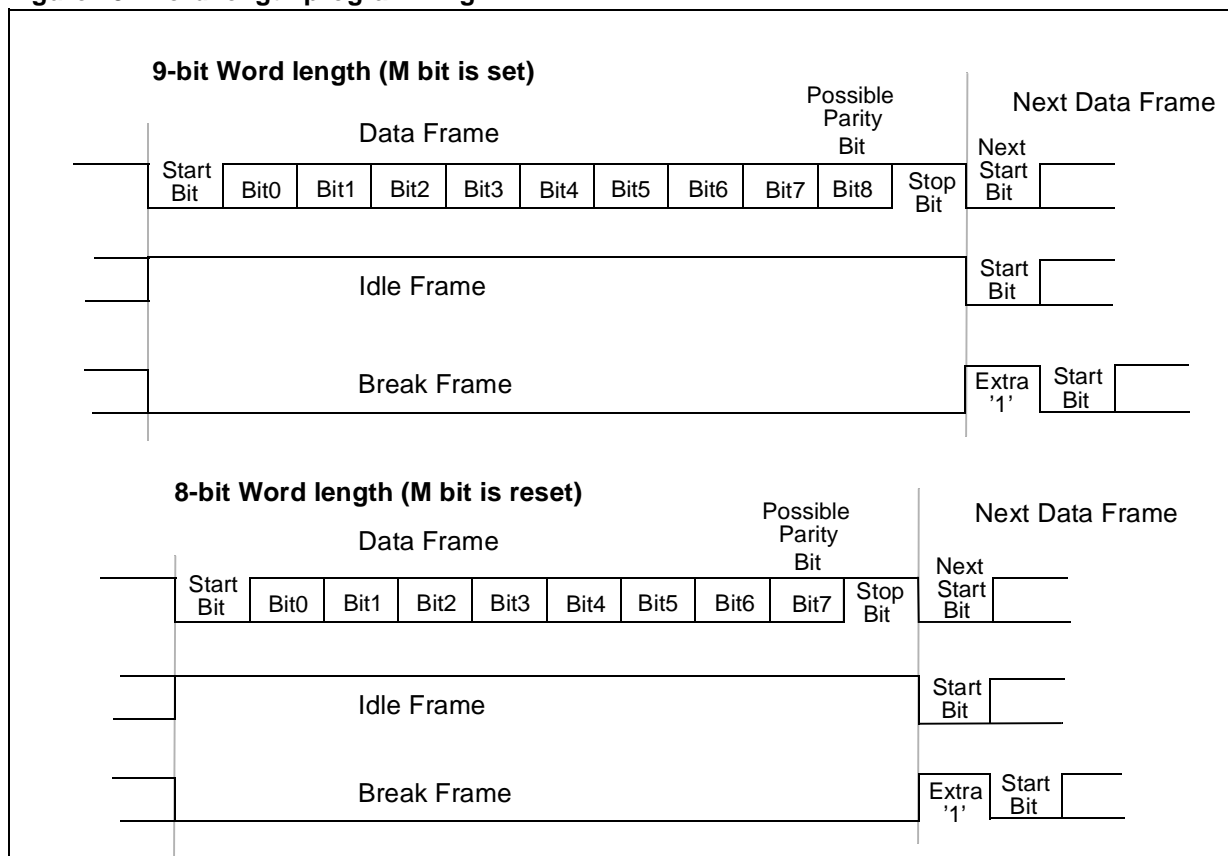 9-bit Word length (M bit is set)
Possible
Parity
Bit
Next Data Frame
Data Frame
Start
Bit
Bit0
Bit1
Bit2
Bit3
Bit4
Bit5
Bit6
Bit7
Bit8
Stop
Bit
Next
Start
Bit
Idle Frame
Start
Bit
Break Frame
Extra
'1'
Start
Bit
8-bit Word length (M bit is reset)
Possible
Parity
Bit
Next Data Frame
Data Frame
Start
Bit
Bit0
Bit1
Bit2
Bit3
Bit4
Bit5
Bit6
Bit7
Stop
Bit
Next
Start
Bit
Idle Frame
Start
Bit
Break Frame
Extra
'1'
Start
Bit